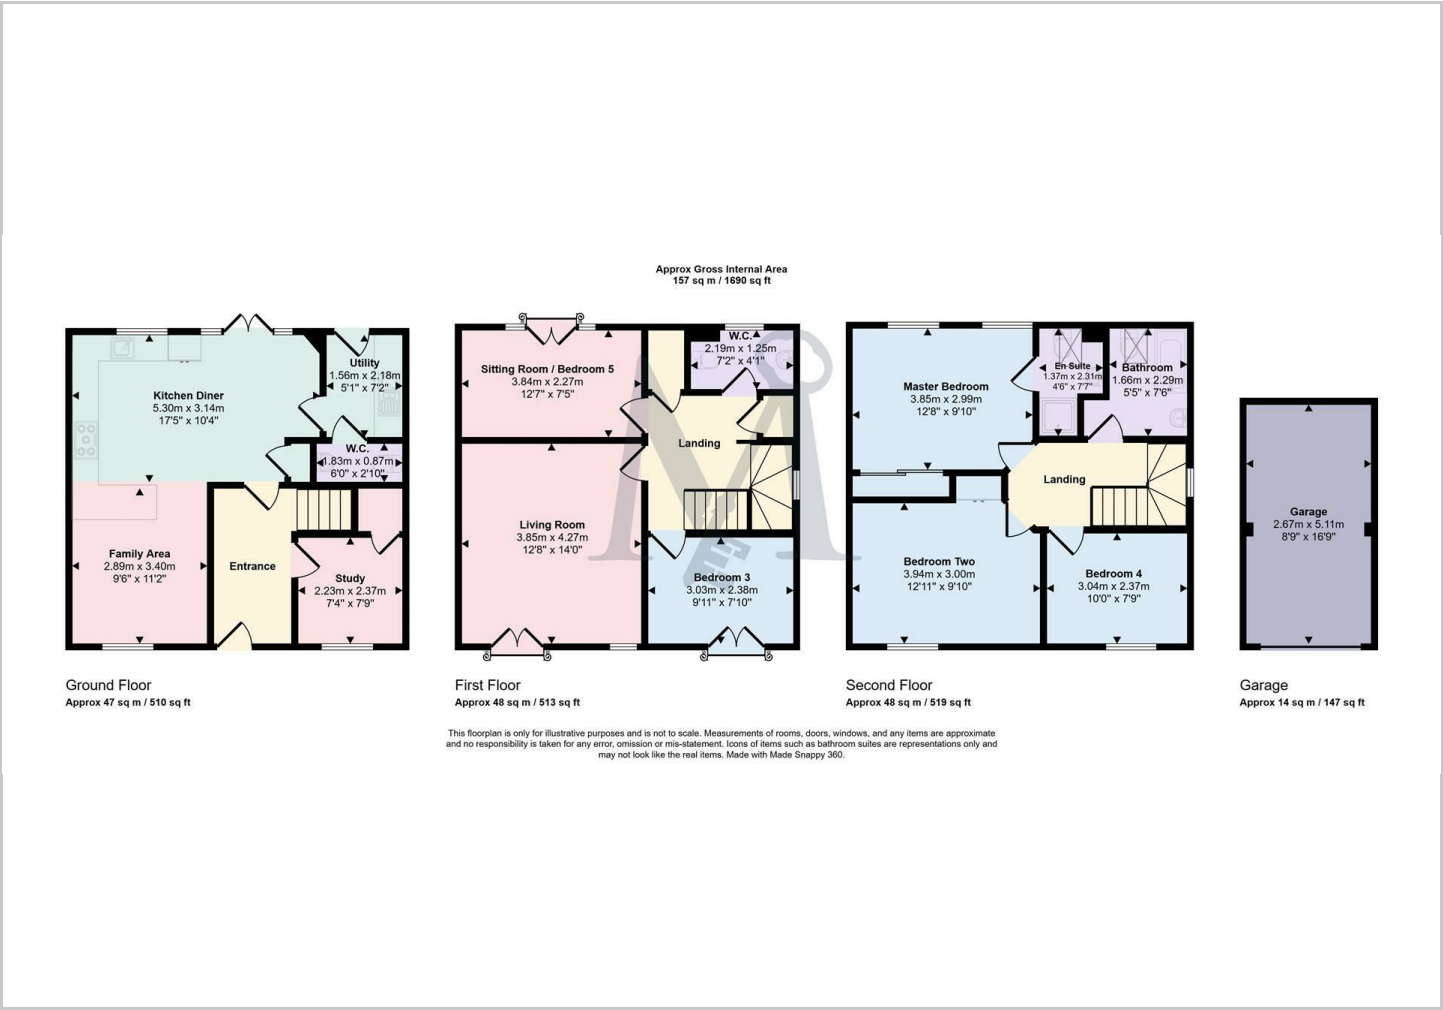 Approx Gross Internal Area
157 sq m / 1690 sq ft
Kitchen Diner
5.30m x 3.14m
17'5" x 10'4"
Utility
1.56m x 2.18m
5'1" x 7'2"
W.C.
1.83m x 0.87m
6'0" x 2'10"
Family Area
2.89m x 3.40m
9'6" x 11'2"
Entrance
Study
2.23m x 2.37m
7'4" x 7'9"
Ground Floor
Approx 47 sq m / 510 sq ft
Sitting Room / Bedroom 5
3.84m x 2.27m
12'7" x 7'5"
W.C.
2.19m x 1.25m
7'2" x 4'1"
Landing
Living Room
3.85m x 4.27m
12'8" x 14'0"
Bedroom 3
3.03m x 2.38m
9'11" x 7'10"
First Floor
Approx 48 sq m / 513 sq ft
Master Bedroom
3.85m x 2.99m
12'8" x 9'10"
En Suite
1.37m x 2.31m
4'6" x 7'7"
Bathroom
1.66m x 2.29m
5'5" x 7'6"
Landing
Bedroom Two
3.94m x 3.00m
12'11" x 9'10"
Bedroom 4
3.04m x 2.37m
10'0" x 7'9"
Second Floor
Approx 48 sq m / 519 sq ft
Garage
2.67m x 5.11m
8'9" x 16'9"
Garage
Approx 14 sq m / 147 sq ft
This floorplan is only for illustrative purposes and is not to scale. Measurements of rooms, doors, windows, and any items are approximate
and no responsibility is taken for any error, omission or mis-statement. Icons of items such as bathroom suites are representations only and
may not look like the real items. Made with Made Snappy 360.